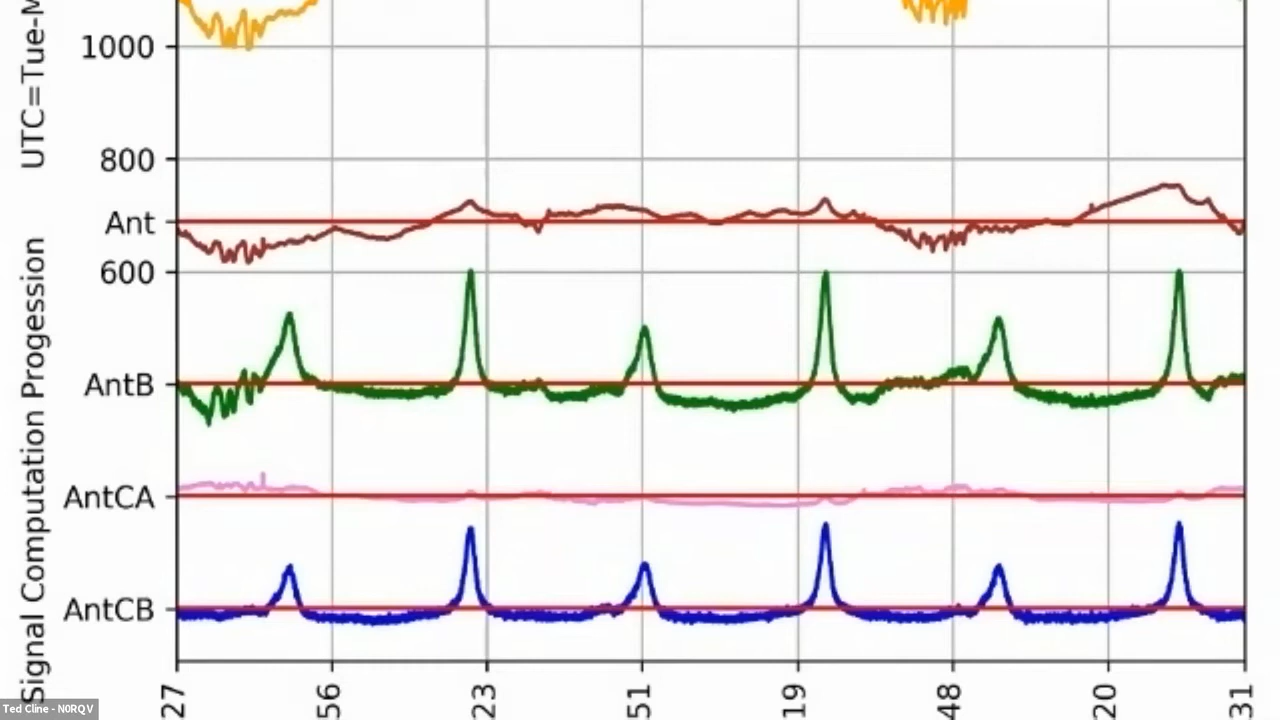 Signal Computation Progession UTC=Tue-M
1000
800
Ant
600
AntB
AntCA
AntCB
27 56 23 51 19 48 20 31
Ted Cline - N0RQV